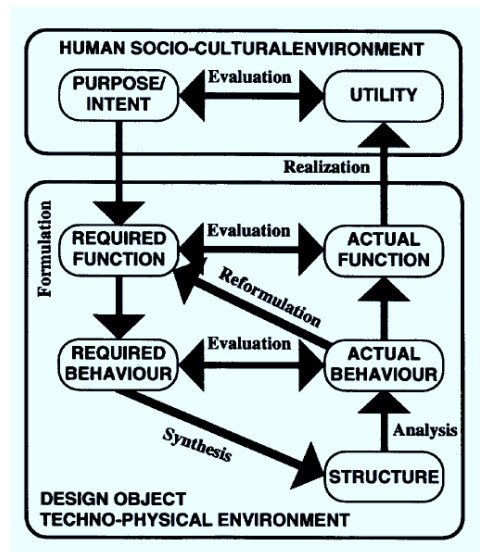 HUMAN SOCIO-CULTURALENVIRONMENT
PURPOSE/
INTENT
Evaluation
UTILITY
Realization
Formulation
REQUIRED
FUNCTION
Evaluation
ACTUAL
FUNCTION
Reformulation
REQUIRED
BEHAVIOUR
Evaluation
ACTUAL
BEHAVIOUR
Synthesis
Analysis
STRUCTURE
DESIGN OBJECT
TECHNO-PHYSICAL ENVIRONMENT